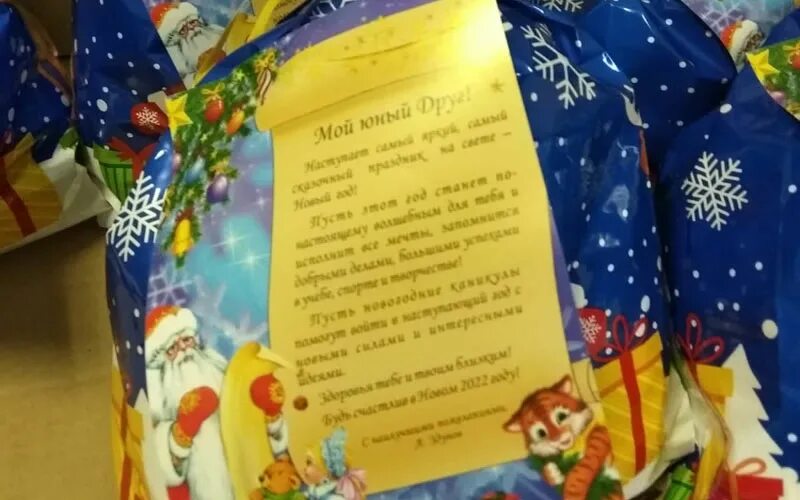 Мой юный Друг!
Наступает самый яркий, самый
сказочный праздник на свете –
Новый год!
Пусть этот год станет по-
настоящему волшебным для тебя и
исполнит все мечты, запомнится
добрыми делами, большими успехами
в учебе, спорте и творчестве!
Пусть новогодние каникулы
помогут войти в наступающий год с
новыми силами и интересными
идеями.
Здоровья тебе и твоим близким!
Будь счастлив в Новом 2022 году!
С наилучшими пожеланиями,
А. Здунов